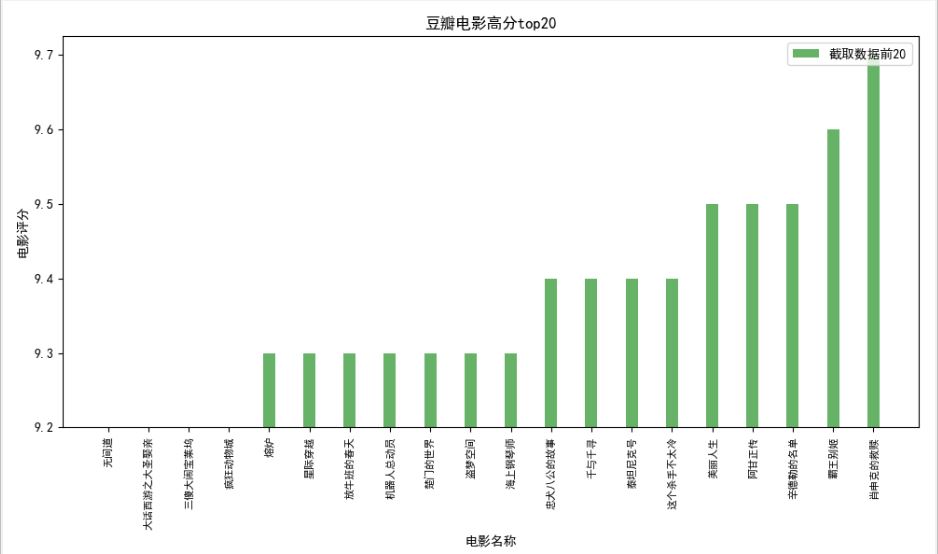 豆瓣电影高分top20
截取数据前20
9.7
9.6
9.5
9.4
9.3
9.2
电影评分
无间道
大话西游之大圣娶亲
三傻大闹宝莱坞
疯狂动物城
熔炉
星际穿越
放牛班的春天
机器人总动员
楚门的世界
盗梦空间
海上钢琴师
忠犬八公的故事
千与千寻
泰坦尼克号
这个杀手不太冷
美丽人生
阿甘正传
辛德勒的名单
霸王别姬
肖申克的救赎
电影名称